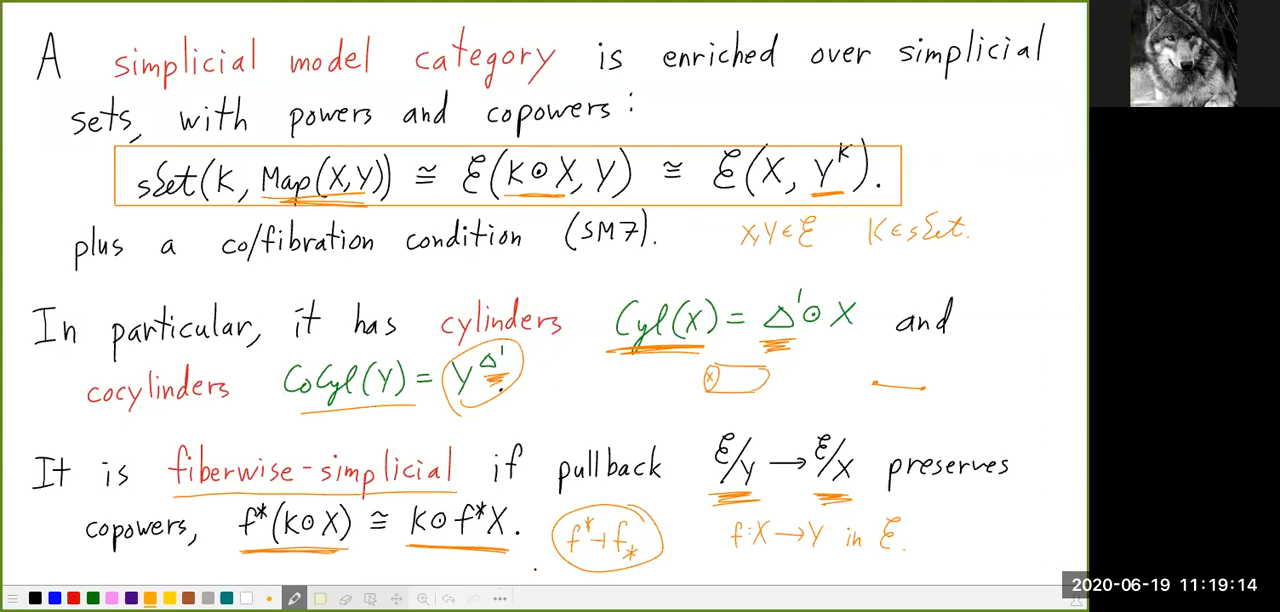 A simplicial model category is enriched over simplicial
sets, with powers and copowers:
sSet(K, Map(X,Y)) ≅ ℰ(K⊙X, Y) ≅ ℰ(X, Y^K).
plus a co/fibration condition (SM7). X,Y∈ℰ K∈sSet.
In particular, it has cylinders Cyl(X) = Δ¹⊙X and
cocylinders CoCyl(Y) = Y^Δ¹. X
It is fiberwise-simplicial if pullback ℰ/Y → ℰ/X preserves
copowers, f*(K⊙X) ≅ K⊙f*X. f*⊣f_* f:X→Y in ℰ.
2020-06-19 11:19:14